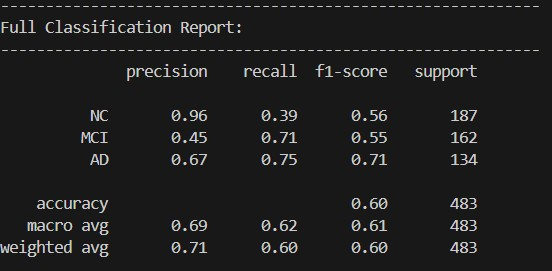 ------------------------------------------------------------
Full Classification Report:
------------------------------------------------------------
              precision    recall  f1-score   support

          NC       0.96      0.39      0.56       187
         MCI       0.45      0.71      0.55       162
          AD       0.67      0.75      0.71       134

    accuracy                           0.60       483
   macro avg       0.69      0.62      0.61       483
weighted avg       0.71      0.60      0.60       483